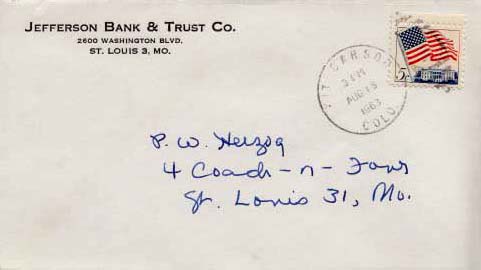 JEFFERSON BANK & TRUST CO.
2600 WASHINGTON BLVD.
ST. LOUIS 3, MO.
FT. CARSON
AUG 15
1963
COLO.
5c
P. W. Herzog
4 Coach-n-Four
St. Louis 31, Mo.